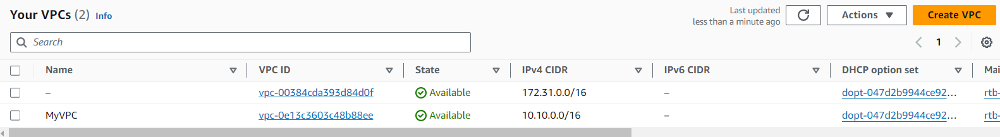 Your VPCs (2) Info
Last updated
less than a minute ago
Actions
Create VPC
Search
1
Name VPC ID State IPv4 CIDR IPv6 CIDR DHCP option set Mai
– vpc-00384cda393d84d0f Available 172.31.0.0/16 – dopt-047d2b9944ce92... rtb-
MyVPC vpc-0e13c3603c48b88ee Available 10.10.0.0/16 – dopt-047d2b9944ce92... rtb-